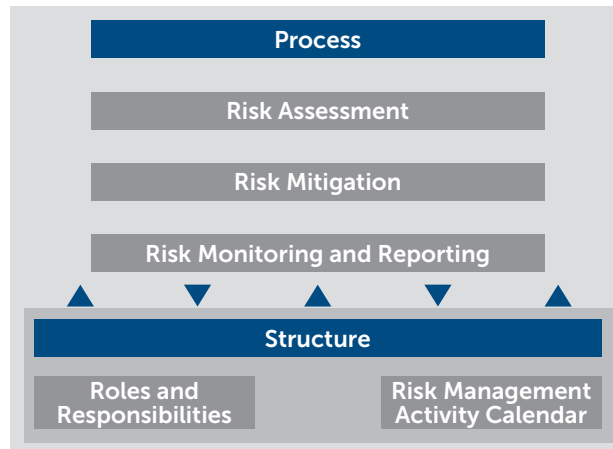 Process
Risk Assessment
Risk Mitigation
Risk Monitoring and Reporting
Structure
Roles and
Responsibilities
Risk Management
Activity Calendar